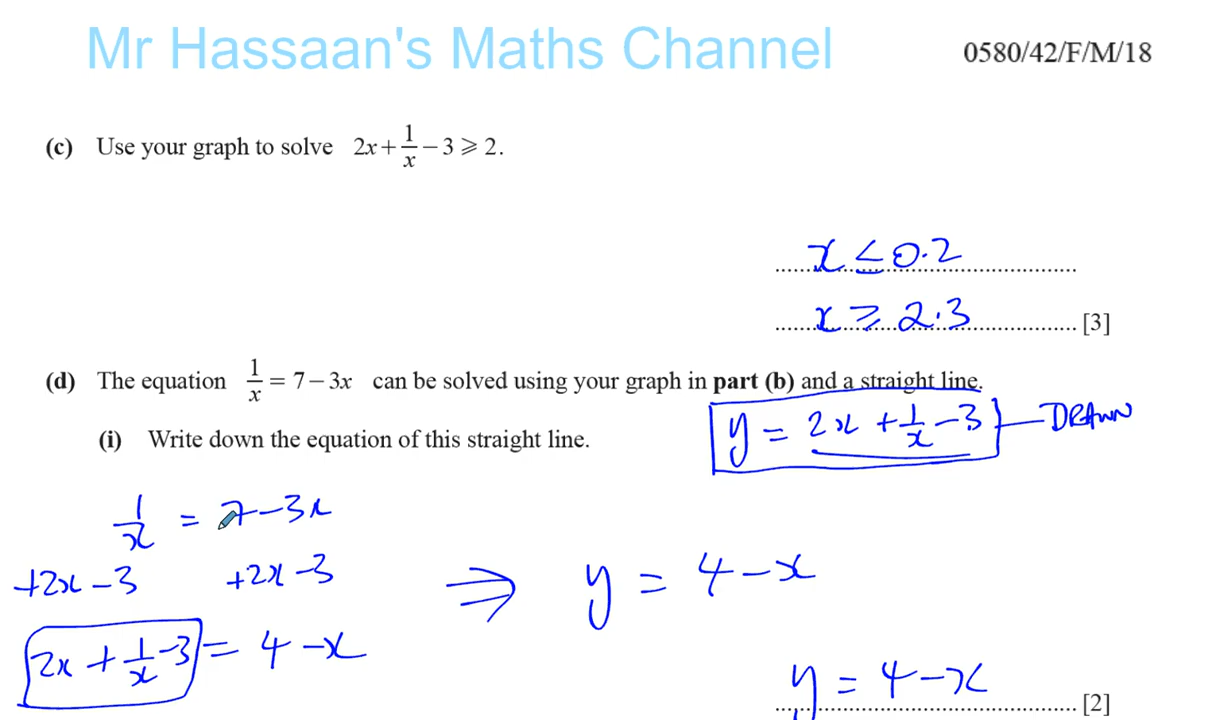 Mr Hassaan's Maths Channel
0580/42/F/M/18
(c) Use your graph to solve 2x + 1/x − 3 ⩾ 2.
x ≤ 0.2
x ⩾ 2.3 [3]
(d) The equation 1/x = 7 − 3x can be solved using your graph in part (b) and a straight line.
(i) Write down the equation of this straight line.
y = 2x + 1/x − 3 — DRAWN
1/x = 7 − 3x
+2x − 3 +2x − 3
⇒ y = 4 − x
2x + 1/x − 3 = 4 − x
y = 4 − x [2]